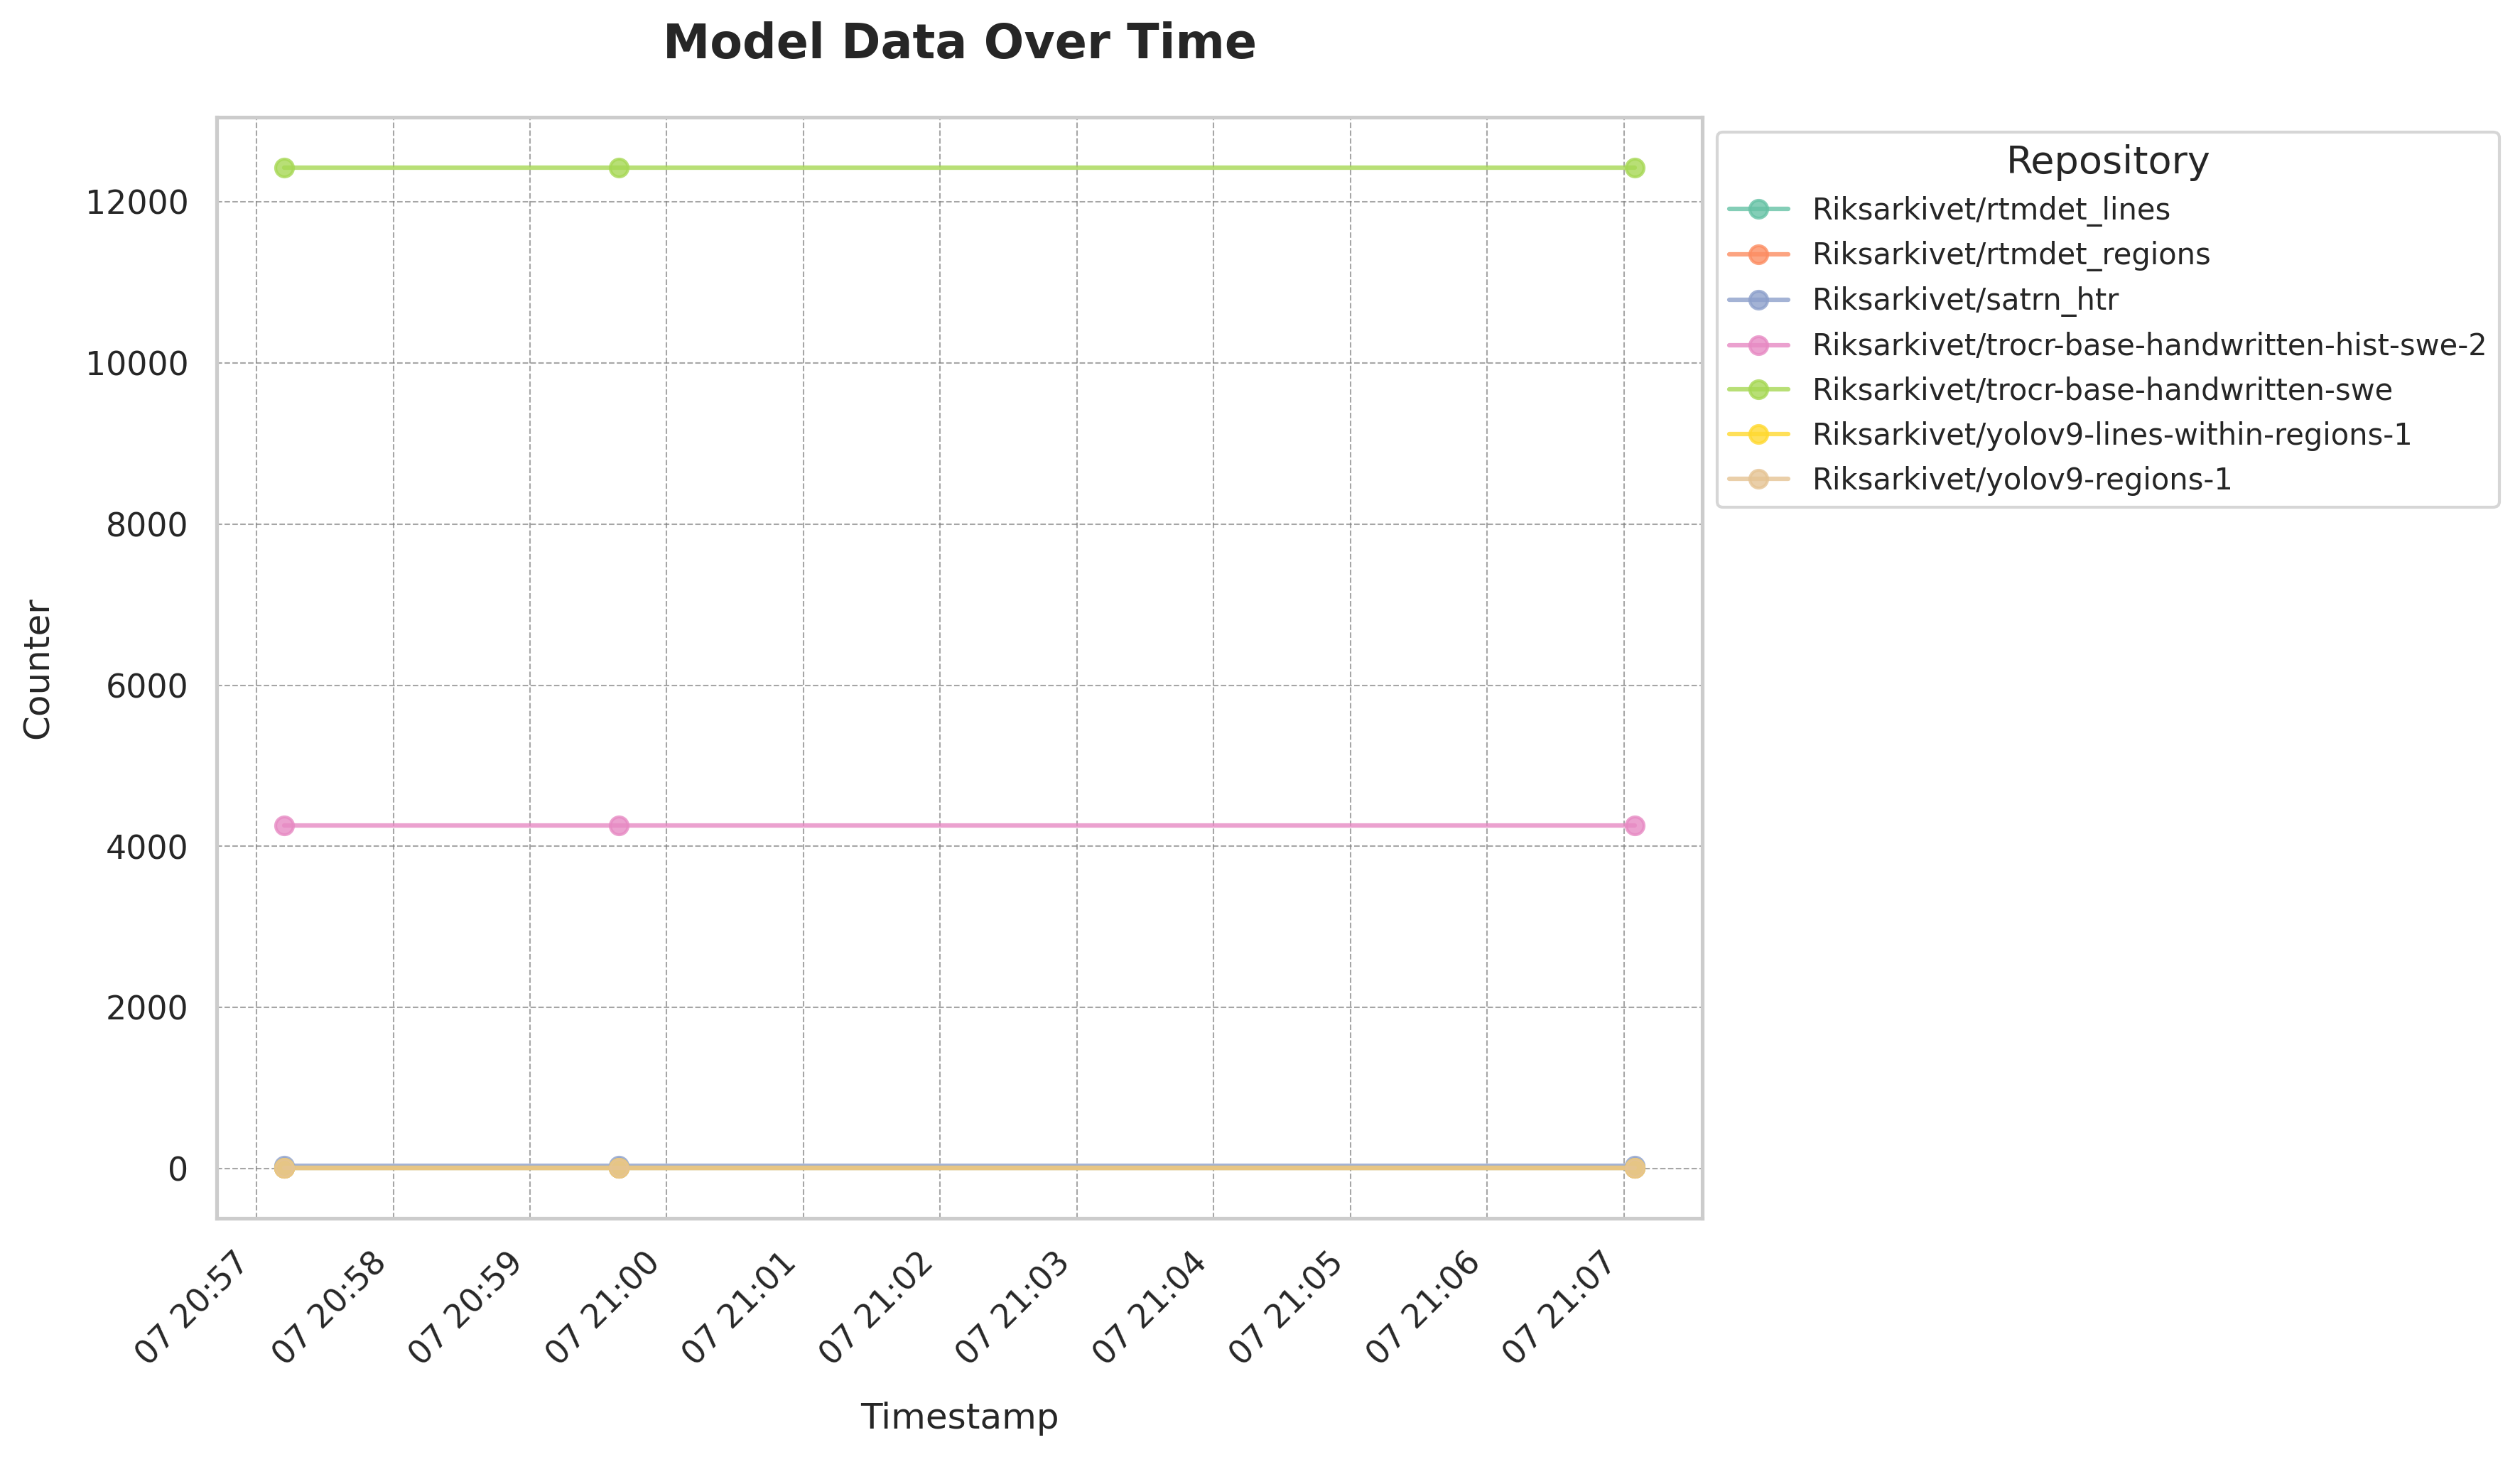 Model Data Over Time
Counter
12000
10000
8000
6000
4000
2000
0
07 20:57
07 20:58
07 20:59
07 21:00
07 21:01
07 21:02
07 21:03
07 21:04
07 21:05
07 21:06
07 21:07
Timestamp
Repository
Riksarkivet/rtmdet_lines
Riksarkivet/rtmdet_regions
Riksarkivet/satrn_htr
Riksarkivet/trocr-base-handwritten-hist-swe-2
Riksarkivet/trocr-base-handwritten-swe
Riksarkivet/yolov9-lines-within-regions-1
Riksarkivet/yolov9-regions-1